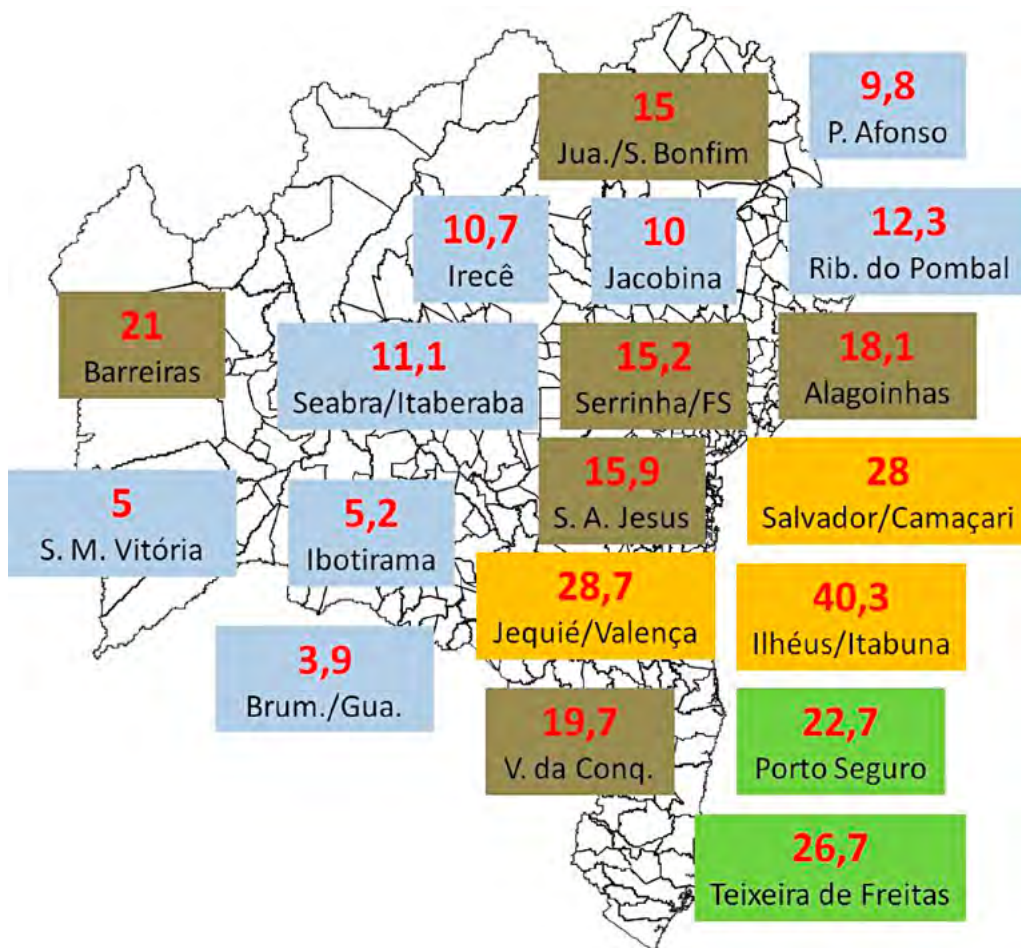 15
Jua./S. Bonfim
9,8
P. Afonso
10,7
Irecê
10
Jacobina
12,3
Rib. do Pombal
21
Barreiras
11,1
Seabra/Itaberaba
15,2
Serrinha/FS
18,1
Alagoinhas
5
S. M. Vitória
5,2
Ibotirama
15,9
S. A. Jesus
28
Salvador/Camaçari
28,7
Jequié/Valença
40,3
Ilhéus/Itabuna
3,9
Brum./Gua.
19,7
V. da Conq.
22,7
Porto Seguro
26,7
Teixeira de Freitas